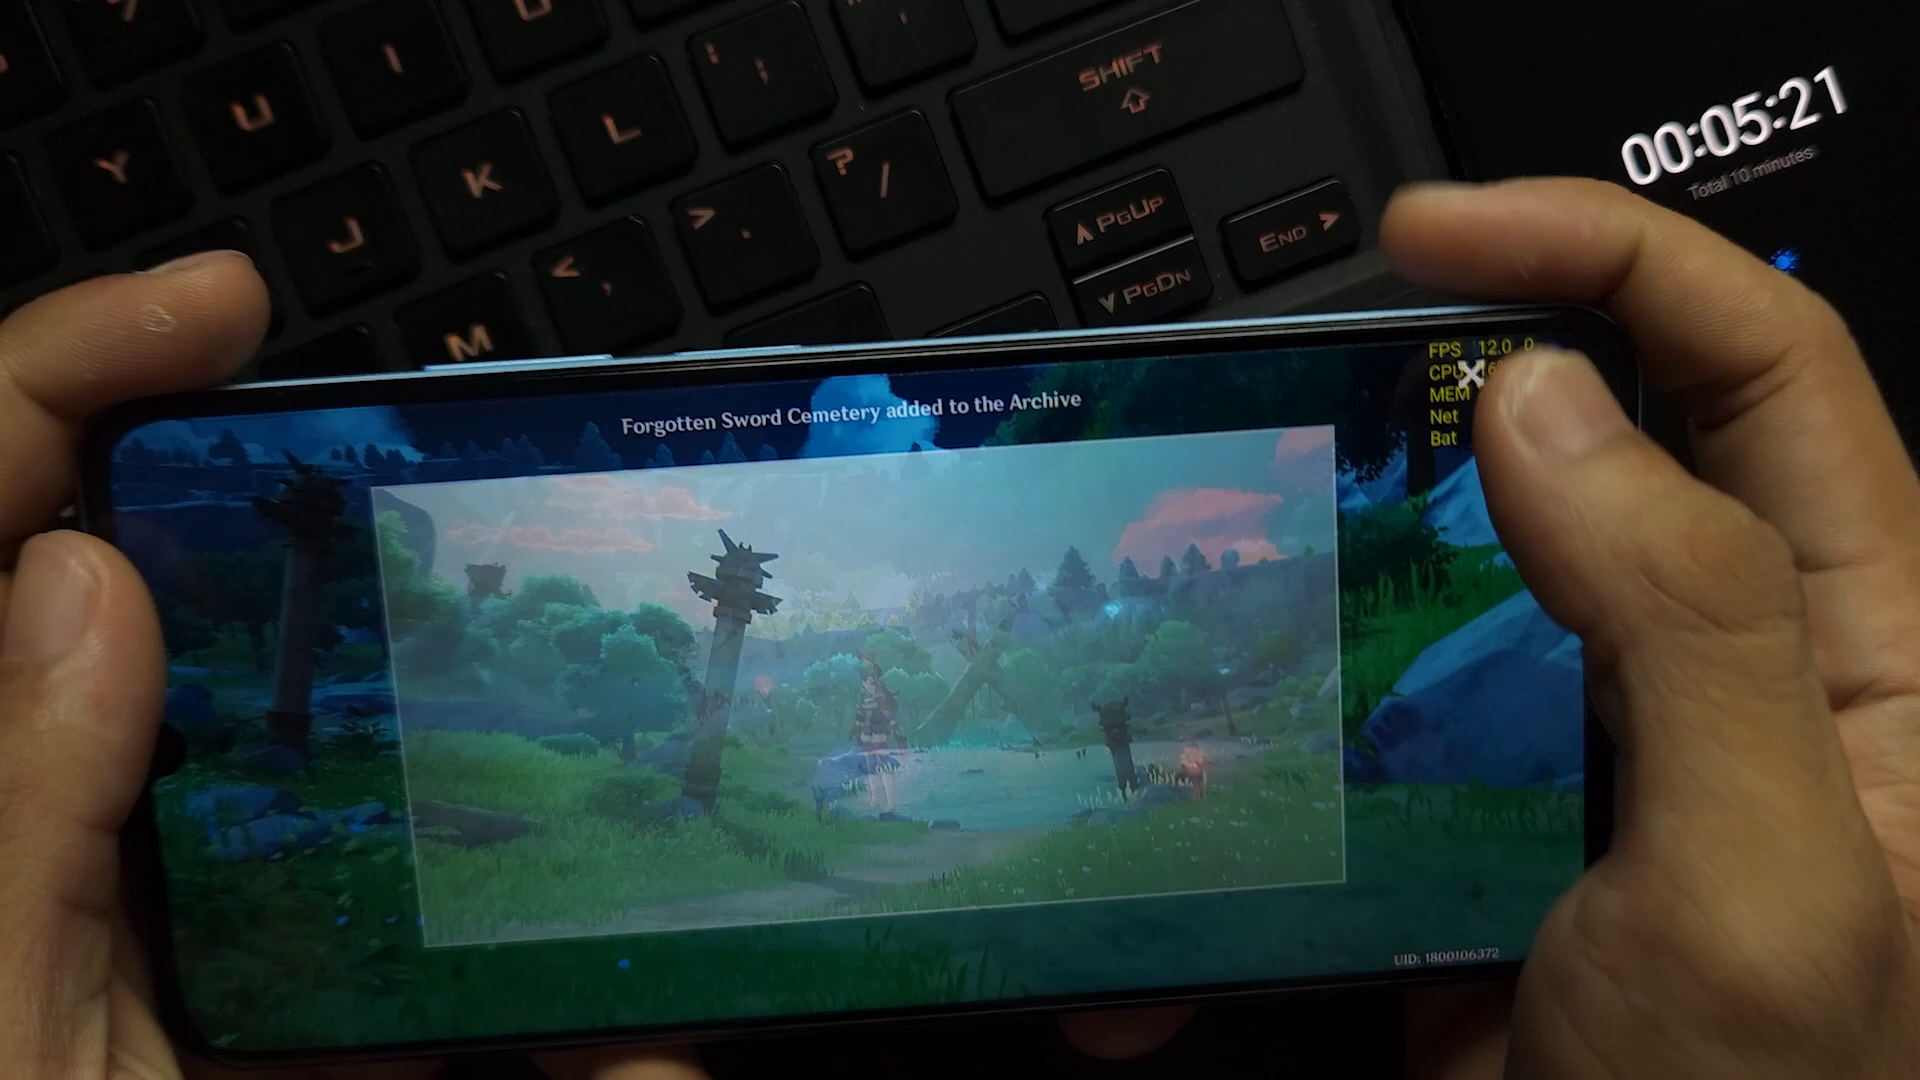 Y
U
I
J
K
L
:
;
M
<
,
>
.
?
/
SHIFT
PGUP
PGDN
END >
00:05:21
Total 10 minutes
FPS 12.0 0
CPU
MEM
Net
Bat
Forgotten Sword Cemetery added to the Archive
UID: 1800106372